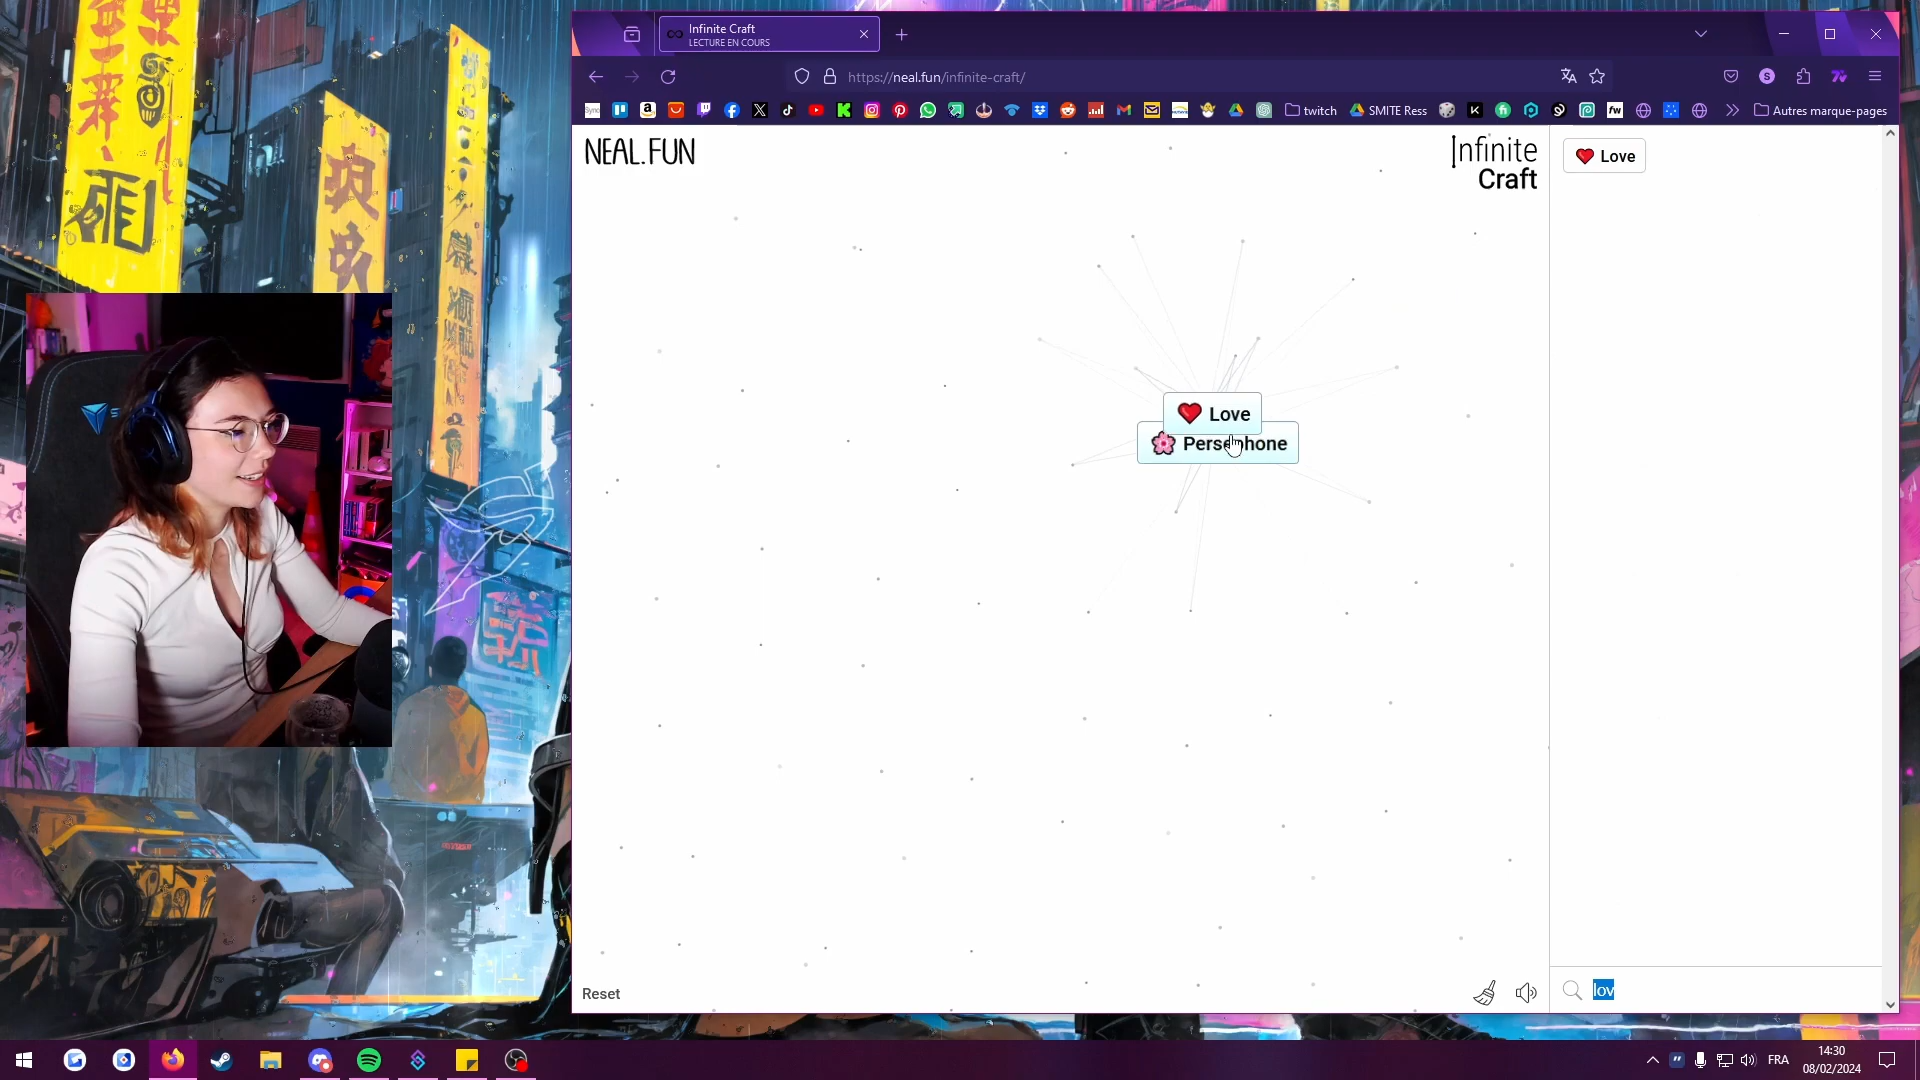 Infinite Craft
LECTURE EN COURS
https://neal.fun/infinite-craft/
twitch
SMITE Ress
Autres marque-pages
NEAL.FUN
Infinite
Craft
Love
Love
Persephone
Reset
lov
FRA
14:30
08/02/2024